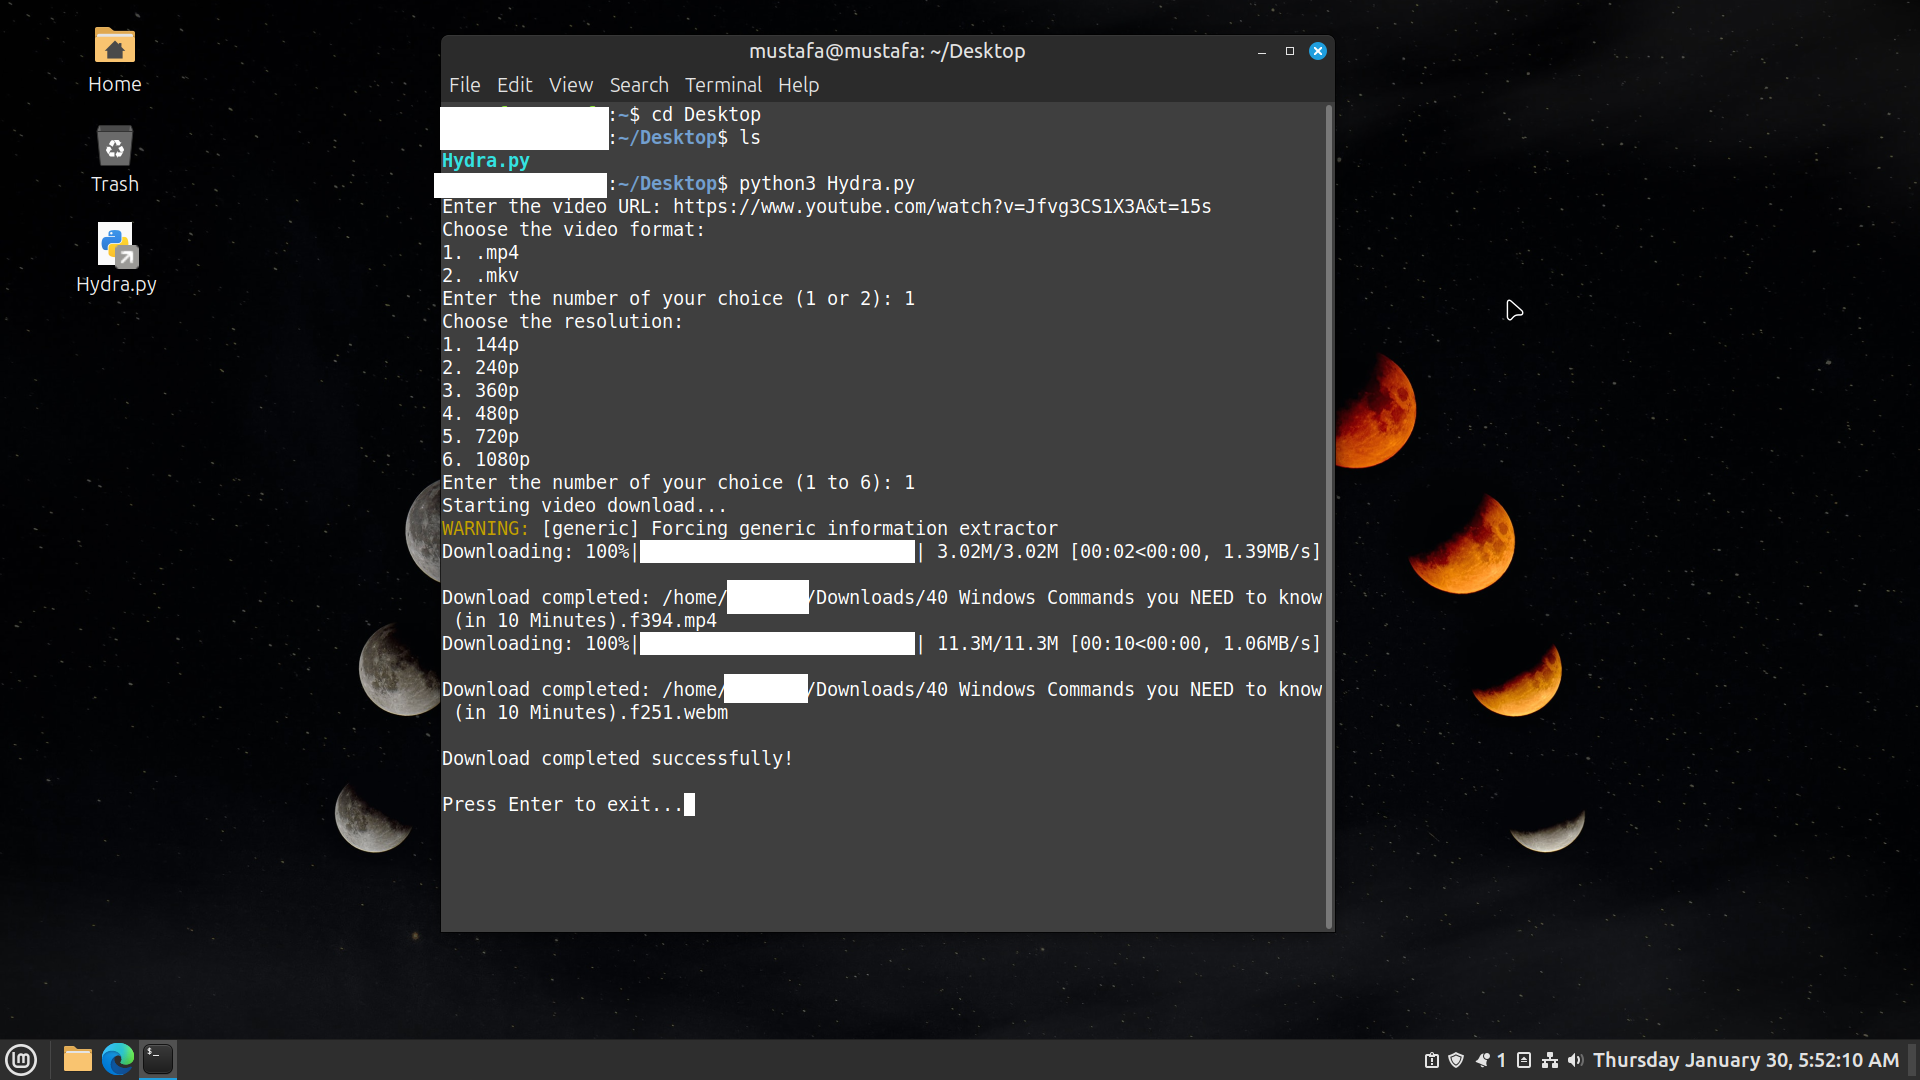 Home
Trash
Hydra.py
mustafa@mustafa: ~/Desktop
File Edit View Search Terminal Help
:~$ cd Desktop
:~/Desktop$ ls
Hydra.py
:~/Desktop$ python3 Hydra.py
Enter the video URL: https://www.youtube.com/watch?v=Jfvg3CS1X3A&t=15s
Choose the video format:
1. .mp4
2. .mkv
Enter the number of your choice (1 or 2): 1
Choose the resolution:
1. 144p
2. 240p
3. 360p
4. 480p
5. 720p
6. 1080p
Enter the number of your choice (1 to 6): 1
Starting video download...
WARNING: [generic] Forcing generic information extractor
Downloading: 100%| | 3.02M/3.02M [00:02<00:00, 1.39MB/s]
Download completed: /home/ /Downloads/40 Windows Commands you NEED to know
(in 10 Minutes).f394.mp4
Downloading: 100%| | 11.3M/11.3M [00:10<00:00, 1.06MB/s]
Download completed: /home/ /Downloads/40 Windows Commands you NEED to know
(in 10 Minutes).f251.webm
Download completed successfully!
Press Enter to exit...
lm
$_
1
Thursday January 30, 5:52:10 AM